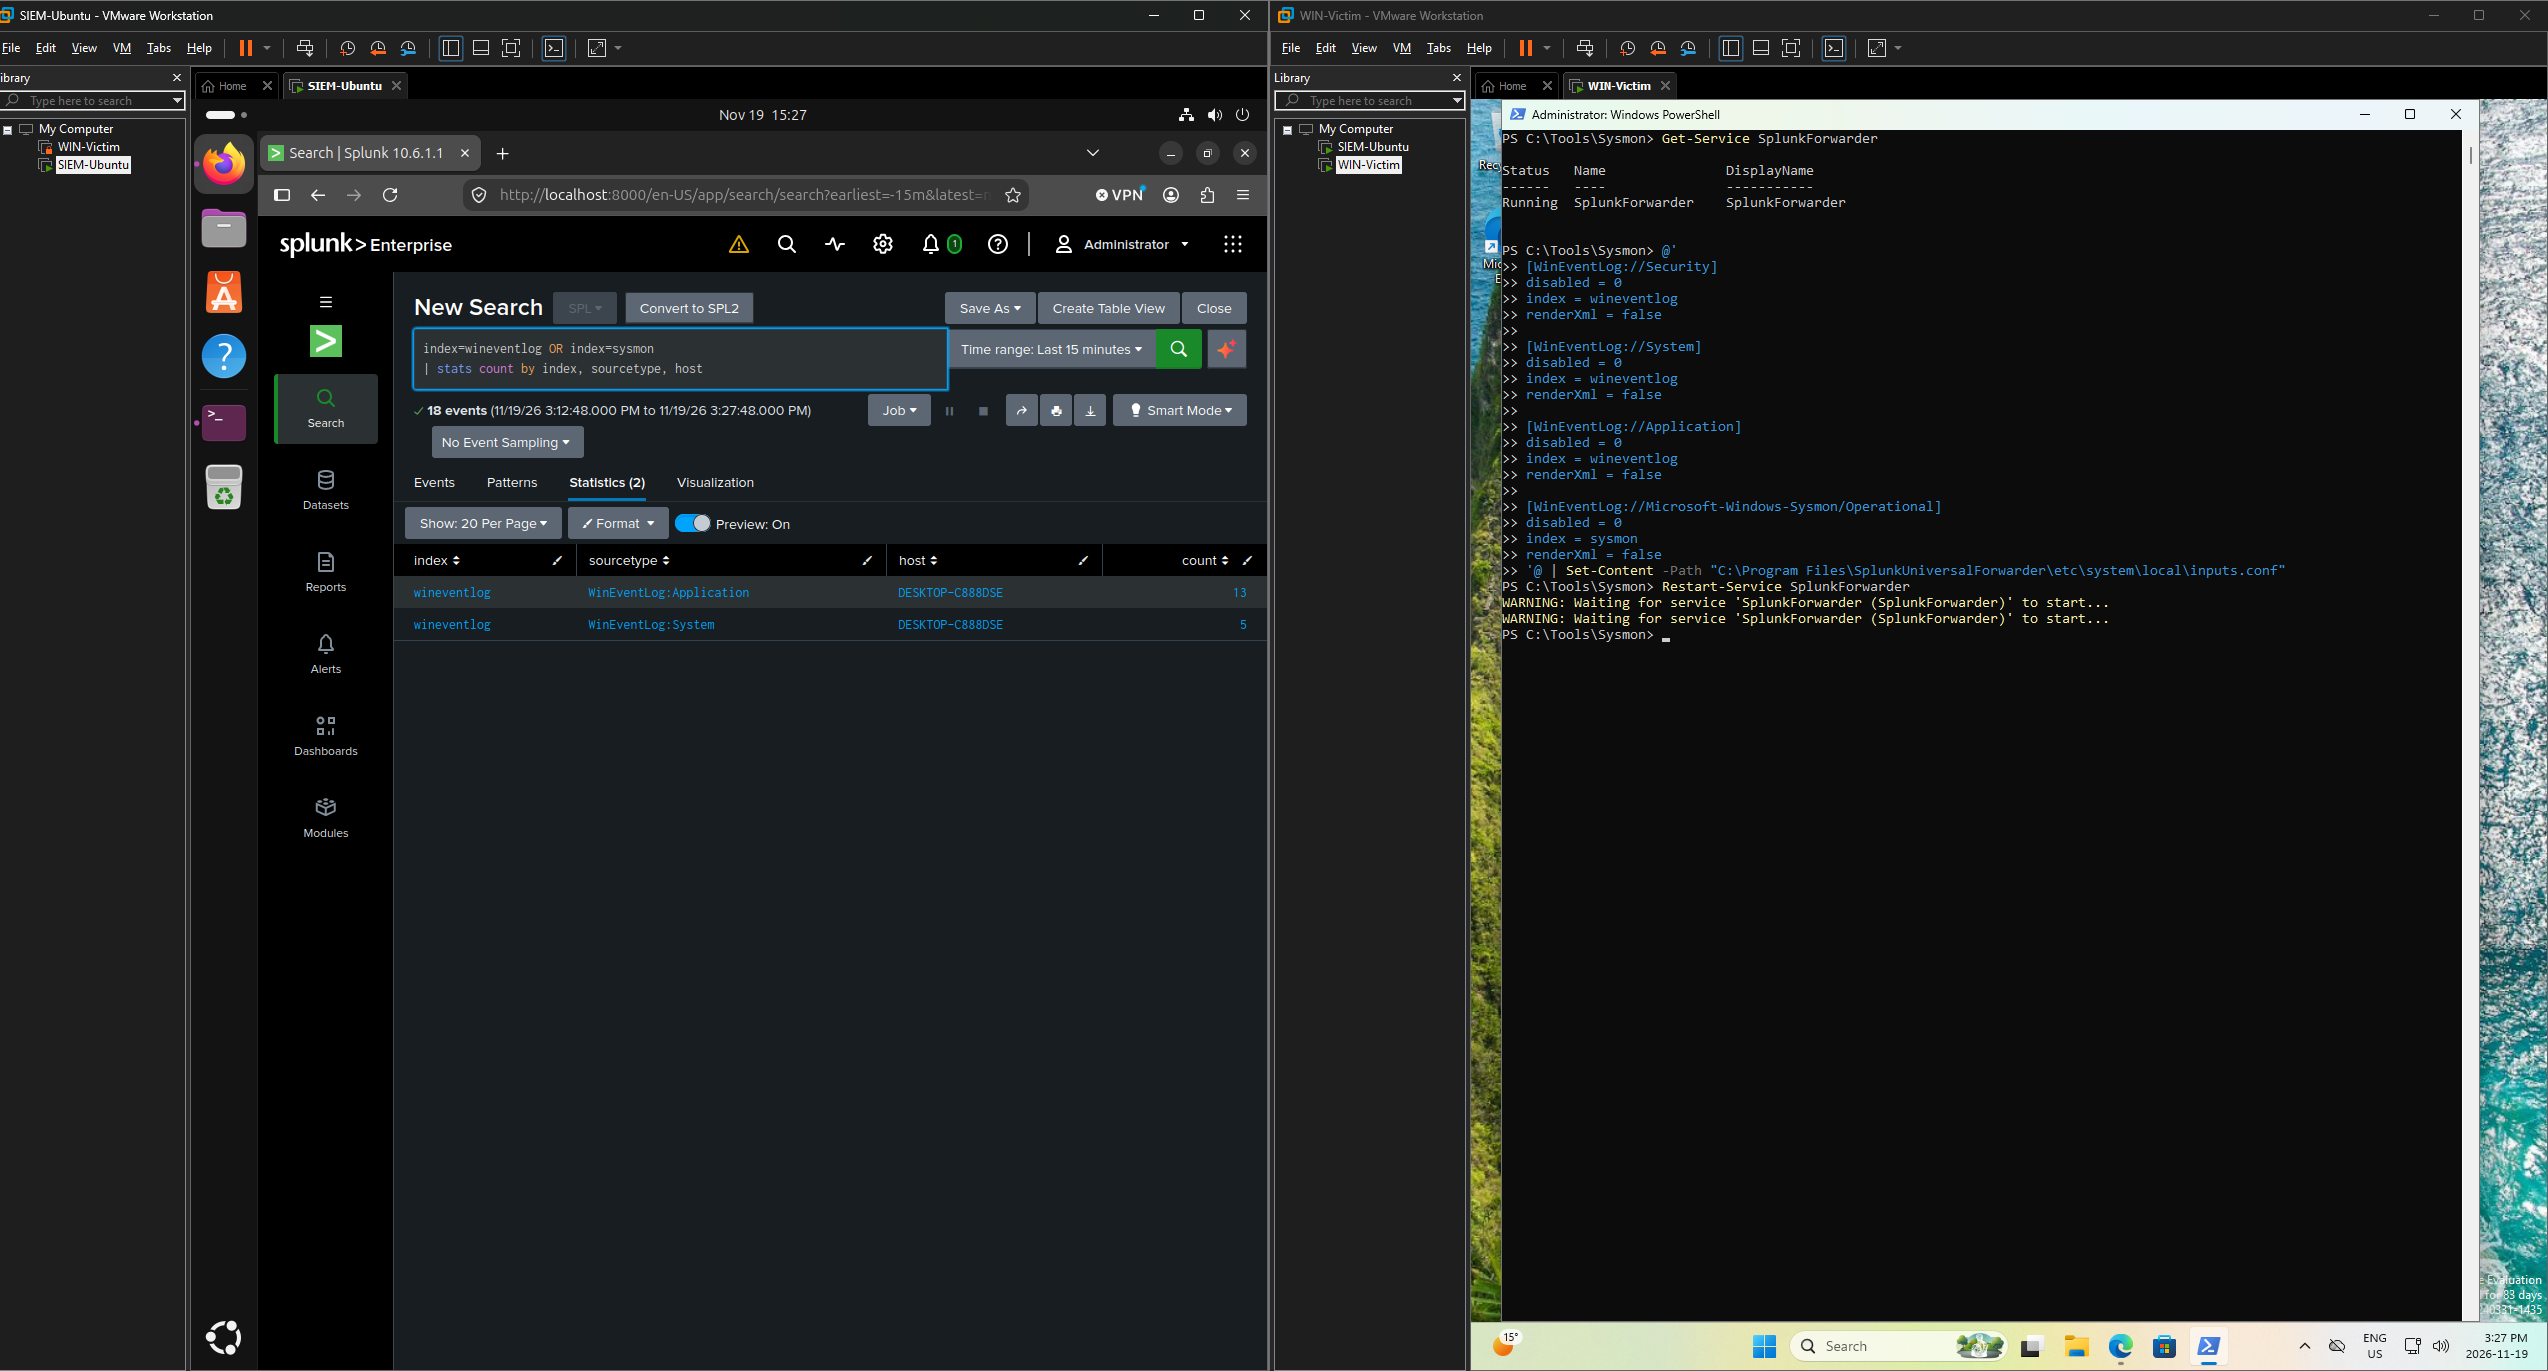 SIEM-Ubuntu - VMware Workstation
File Edit View VM Tabs Help
ibrary
Type here to search
My Computer
WIN-Victim
SIEM-Ubuntu
Home
SIEM-Ubuntu
Nov 19 15:27
Search | Splunk 10.6.1.1
http://localhost:8000/en-US/app/search/search?earliest=-15m&latest=
VPN
splunk> Enterprise
1
Administrator
New Search
SPL
Convert to SPL2
Save As
Create Table View
Close
index=wineventlog OR index=sysmon
| stats count by index, sourcetype, host
Time range: Last 15 minutes
18 events (11/19/26 3:12:48.000 PM to 11/19/26 3:27:48.000 PM)
Job
Smart Mode
No Event Sampling
Events
Patterns
Statistics (2)
Visualization
Show: 20 Per Page
Format
Preview: On
index sourcetype host count
wineventlog WinEventLog:Application DESKTOP-C888DSE 13
wineventlog WinEventLog:System DESKTOP-C888DSE 5
Search
Datasets
Reports
Alerts
Dashboards
Modules
WIN-Victim - VMware Workstation
File Edit View VM Tabs Help
Library
Type here to search
My Computer
SIEM-Ubuntu
WIN-Victim
Home
WIN-Victim
Administrator: Windows PowerShell
PS C:\Tools\Sysmon> Get-Service SplunkForwarder
Status Name DisplayName
------ ---- -----------
Running SplunkForwarder SplunkForwarder
PS C:\Tools\Sysmon> @'
>> [WinEventLog://Security]
>> disabled = 0
>> index = wineventlog
>> renderXml = false
>>
>> [WinEventLog://System]
>> disabled = 0
>> index = wineventlog
>> renderXml = false
>>
>> [WinEventLog://Application]
>> disabled = 0
>> index = wineventlog
>> renderXml = false
>>
>> [WinEventLog://Microsoft-Windows-Sysmon/Operational]
>> disabled = 0
>> index = sysmon
>> renderXml = false
>> '@ | Set-Content -Path "C:\Program Files\SplunkUniversalForwarder\etc\system\local\inputs.conf"
PS C:\Tools\Sysmon> Restart-Service SplunkForwarder
WARNING: Waiting for service 'SplunkForwarder (SplunkForwarder)' to start...
WARNING: Waiting for service 'SplunkForwarder (SplunkForwarder)' to start...
PS C:\Tools\Sysmon>
Evaluation
for 83 days
15°
Search
ENG
US
3:27 PM
2026-11-19